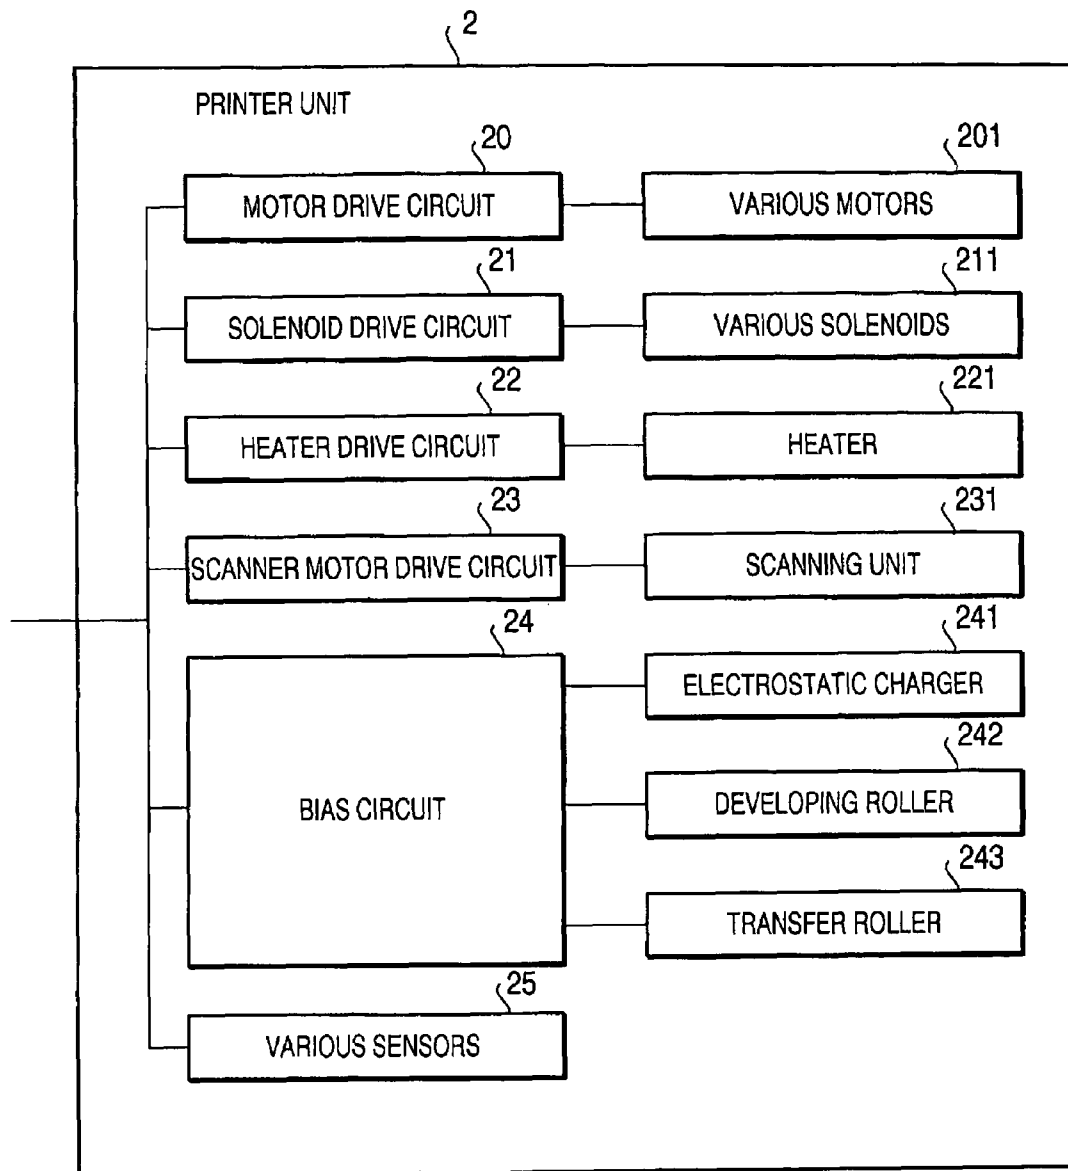 2
PRINTER UNIT
20
201
MOTOR DRIVE CIRCUIT
VARIOUS MOTORS
21
211
SOLENOID DRIVE CIRCUIT
VARIOUS SOLENOIDS
22
221
HEATER DRIVE CIRCUIT
HEATER
23
231
SCANNER MOTOR DRIVE CIRCUIT
SCANNING UNIT
24
241
ELECTROSTATIC CHARGER
242
BIAS CIRCUIT
DEVELOPING ROLLER
243
TRANSFER ROLLER
25
VARIOUS SENSORS